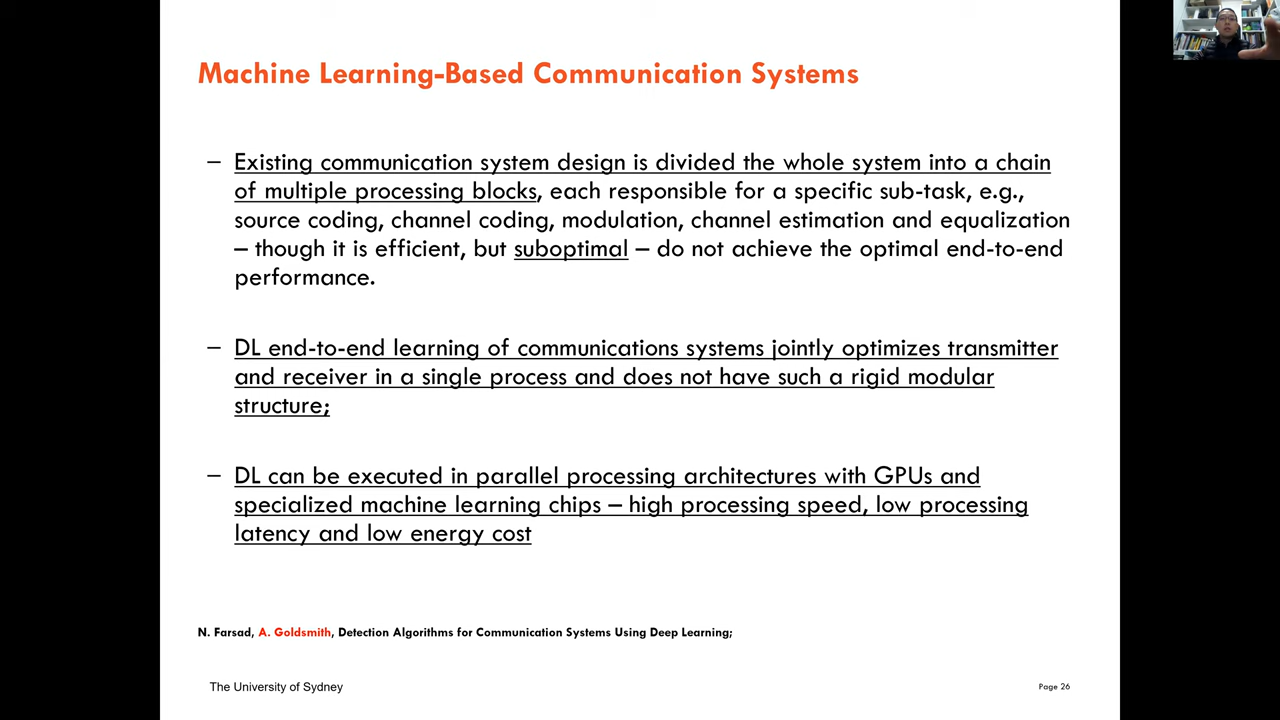 Machine Learning-Based Communication Systems
– Existing communication system design is divided the whole system into a chain
of multiple processing blocks, each responsible for a specific sub-task, e.g.,
source coding, channel coding, modulation, channel estimation and equalization
– though it is efficient, but suboptimal – do not achieve the optimal end-to-end
performance.
– DL end-to-end learning of communications systems jointly optimizes transmitter
and receiver in a single process and does not have such a rigid modular
structure;
– DL can be executed in parallel processing architectures with GPUs and
specialized machine learning chips – high processing speed, low processing
latency and low energy cost
N. Farsad, A. Goldsmith, Detection Algorithms for Communication Systems Using Deep Learning;
The University of Sydney
Page 26